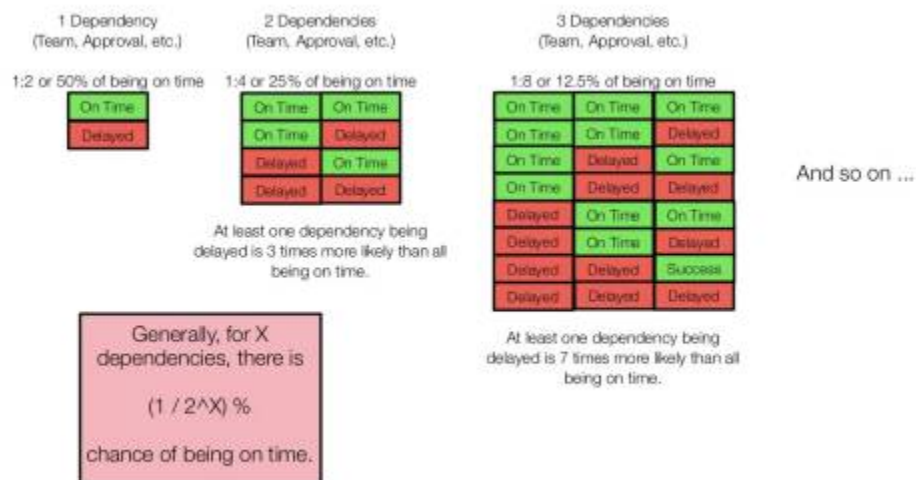 1 Dependency
(Team, Approval, etc.)
1:2 or 50% of being on time
On Time
Delayed
2 Dependencies
(Team, Approval, etc.)
1:4 or 25% of being on time
On Time On Time
On Time Delayed
Delayed On Time
Delayed Delayed
At least one dependency being
delayed is 3 times more likely than all
being on time.
3 Dependencies
(Team, Approval, etc.)
1:8 or 12.5% of being on time
On Time On Time On Time
On Time On Time Delayed
On Time Delayed On Time
On Time Delayed Delayed
Delayed On Time On Time
Delayed On Time Delayed
Delayed Delayed Success
Delayed Delayed Delayed
At least one dependency being
delayed is 7 times more likely than all
being on time.
And so on ...
Generally, for X
dependencies, there is
(1 / 2^X) %
chance of being on time.